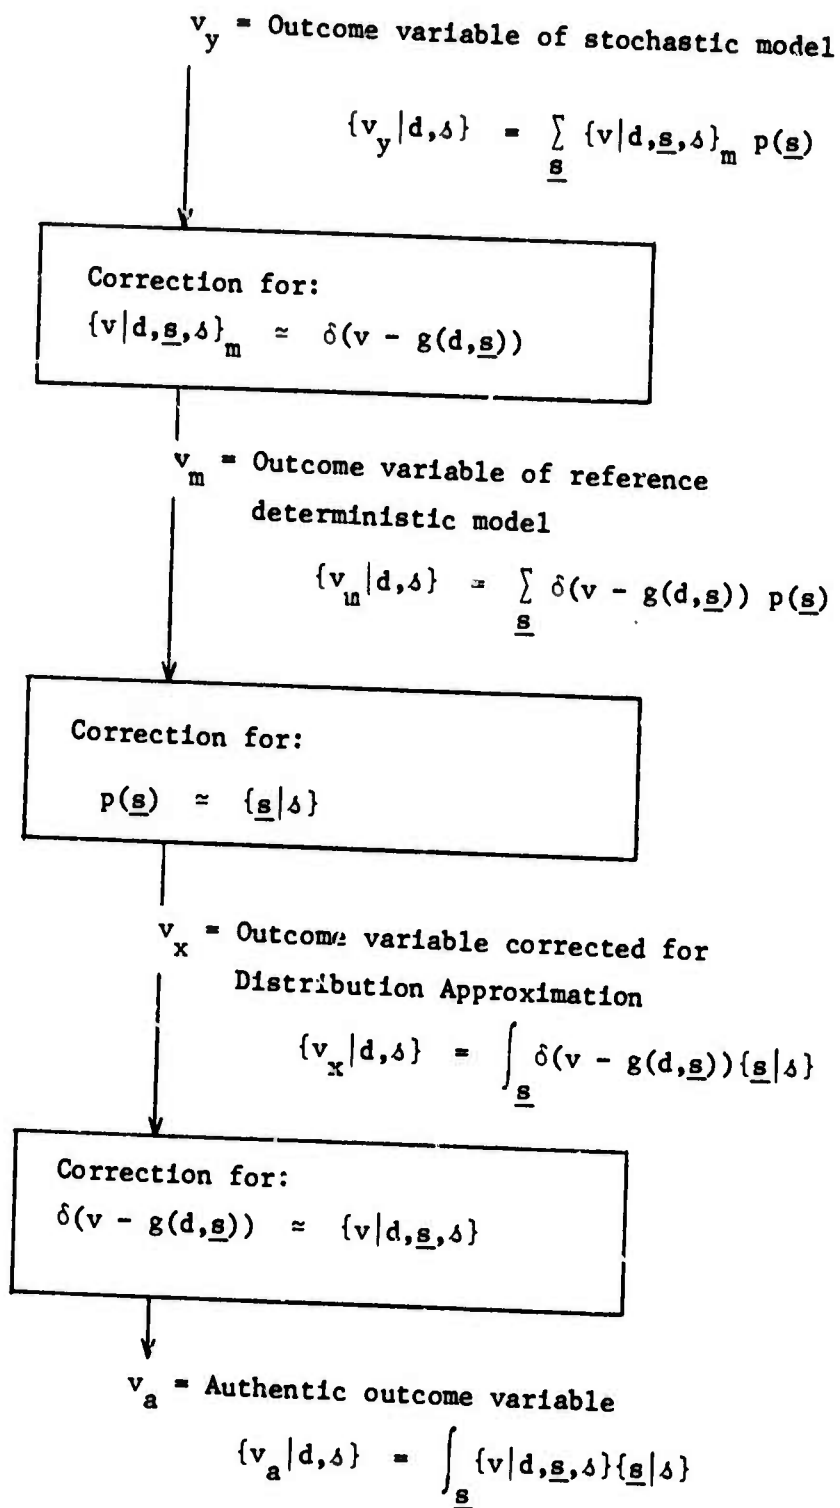 v_y = Outcome variable of stochastic model
{v_y|d,𝓈} = ∑_s̲ {v|d,s̲,𝓈}_m p(s̲)
Correction for:
{v|d,s̲,𝓈}_m ≃ δ(v - g(d,s̲))
v_m = Outcome variable of reference
deterministic model
{v_m|d,𝓈} = ∑_s̲ δ(v - g(d,s̲)) p(s̲)
Correction for:
p(s̲) ≃ {s̲|𝓈}
v_x = Outcome variable corrected for
Distribution Approximation
{v_x|d,𝓈} = ∫_s̲ δ(v - g(d,s̲)){s̲|𝓈}
Correction for:
δ(v - g(d,s̲)) ≃ {v|d,s̲,𝓈}
v_a = Authentic outcome variable
{v_a|d,𝓈} = ∫_s̲ {v|d,s̲,𝓈}{s̲|𝓈}